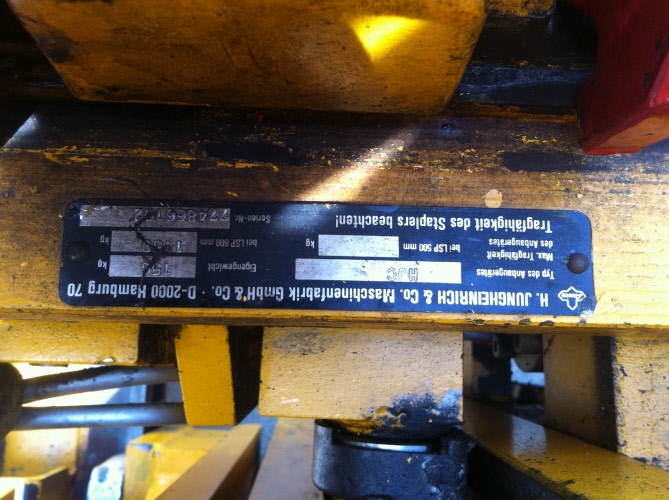 H. JUNGHEINRICH & Co. Maschinenfabrik GmbH & Co. · D-2000 Hamburg 70
Typ des Anbaugerätes HJC
Eigengewicht kg
Max. Tragfähigkeit des Anbaugerätes bei LSP 500 mm kg
bei LSP 600 mm kg
Tragfähigkeit des Staplers beachten!
Serien-Nr.